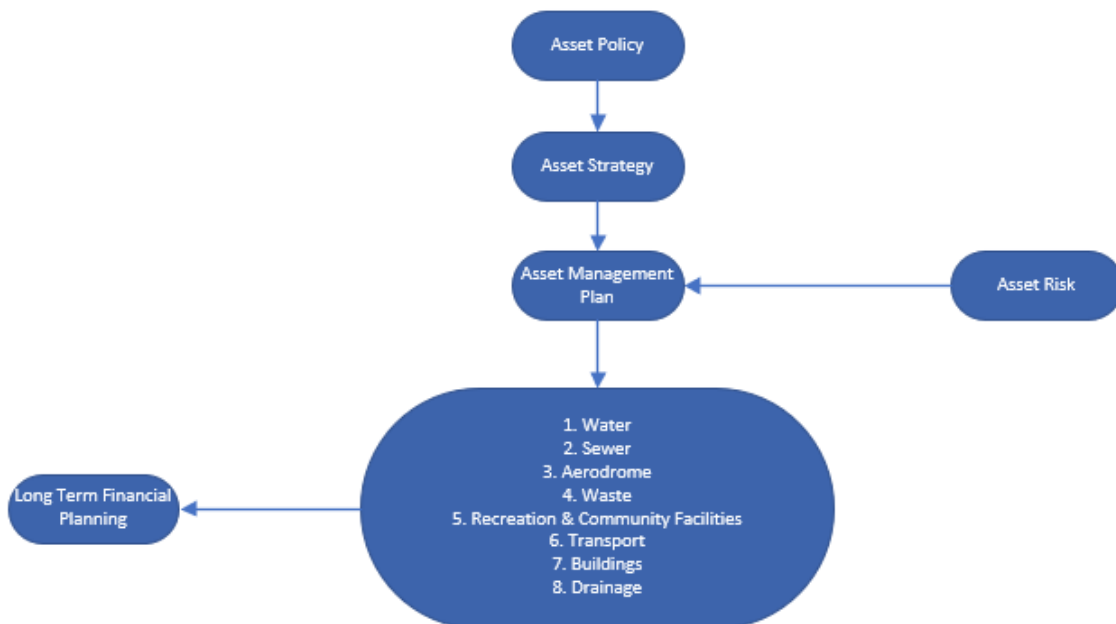 Asset Policy
Asset Strategy
Asset Management
Plan
Asset Risk
1. Water
2. Sewer
3. Aerodrome
4. Waste
5. Recreation & Community Facilities
6. Transport
7. Buildings
8. Drainage
Long Term Financial
Planning